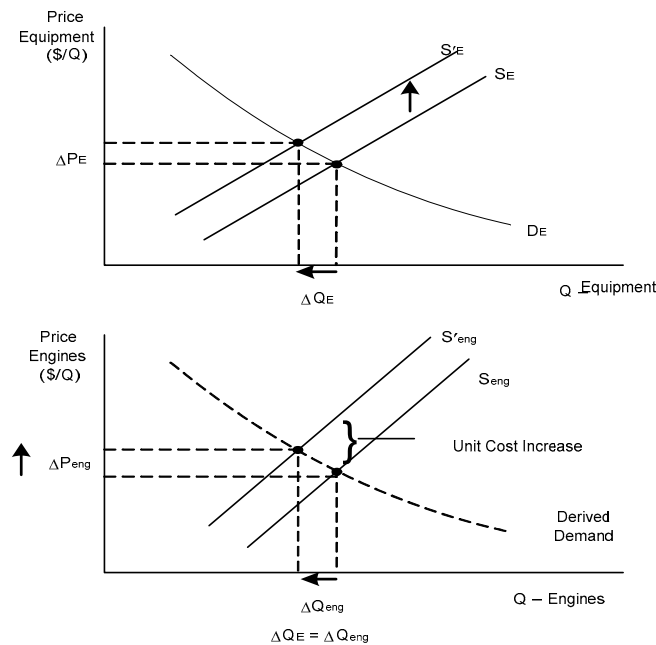 Price
Equipment
($/Q)
S′E
SE
ΔPE
DE
ΔQE
Q – Equipment
Price
Engines
($/Q)
S′eng
Seng
}
Unit Cost Increase
ΔPeng
Derived
Demand
ΔQeng
Q – Engines
ΔQE = ΔQeng